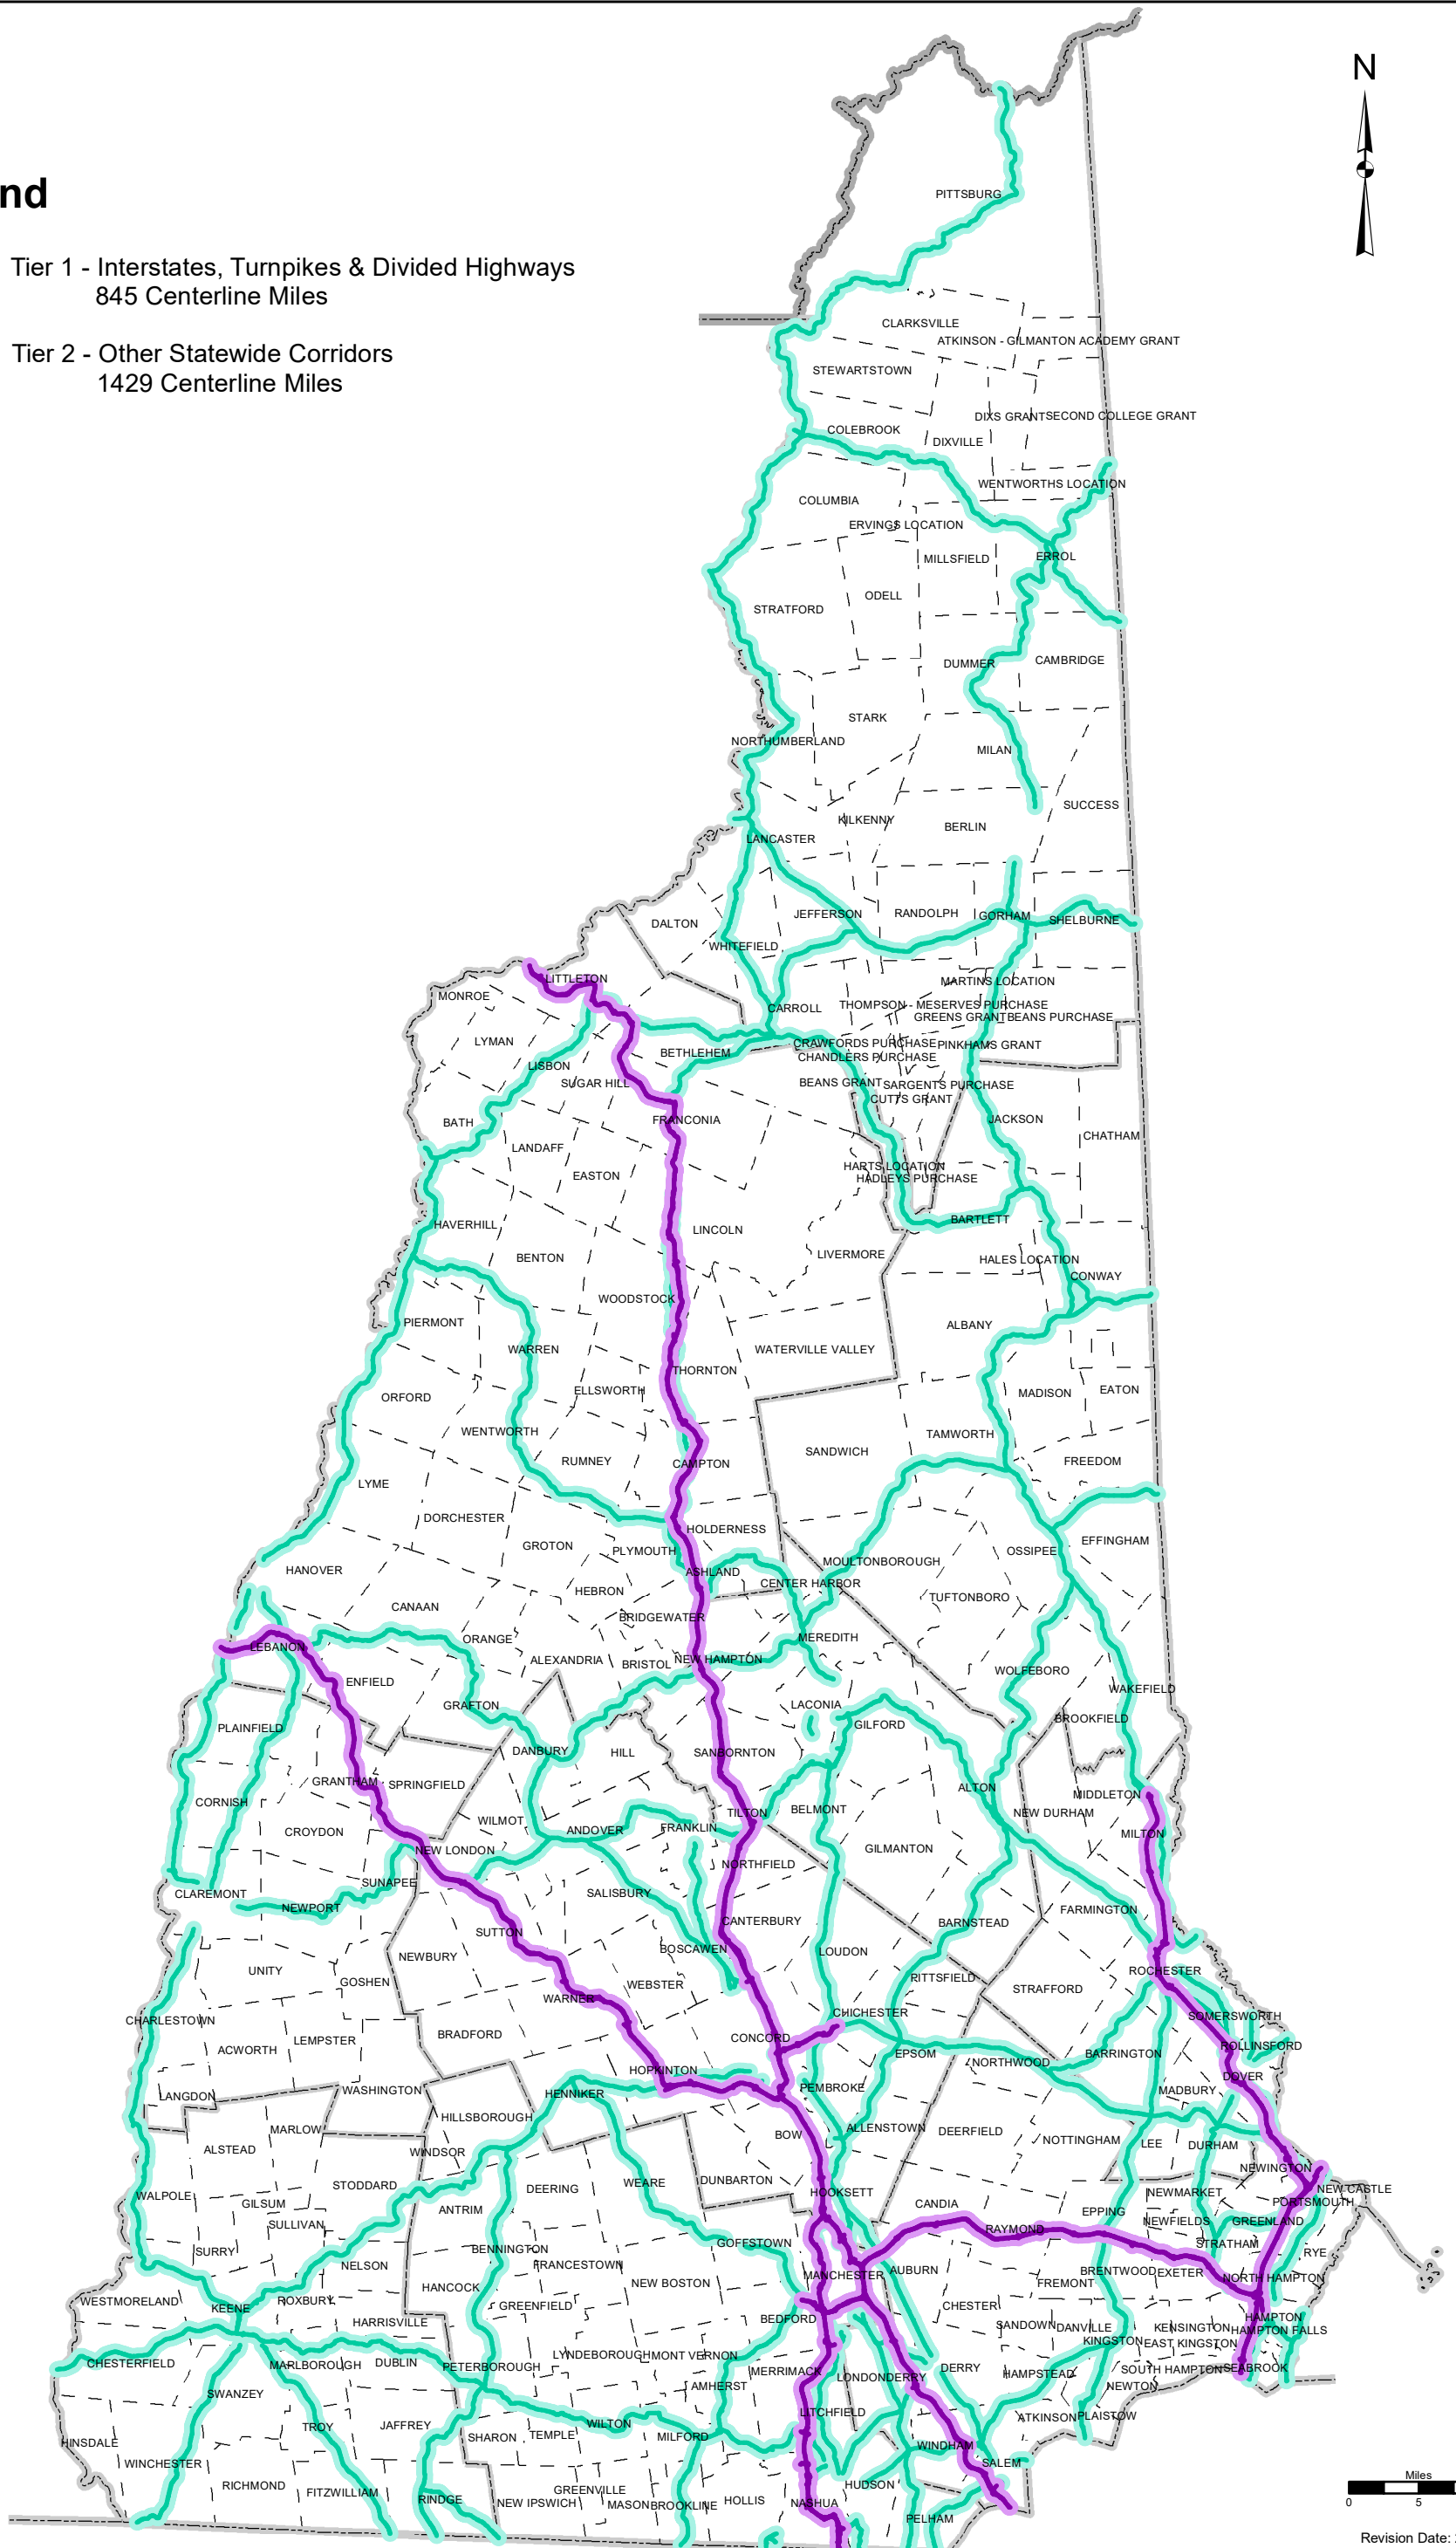 N
nd
Tier 1 - Interstates, Turnpikes & Divided Highways
845 Centerline Miles
Tier 2 - Other Statewide Corridors
1429 Centerline Miles
PITTSBURG
CLARKSVILLE
ATKINSON - GILMANTON ACADEMY GRANT
STEWARTSTOWN
DIXS GRANT
SECOND COLLEGE GRANT
COLEBROOK
DIXVILLE
WENTWORTHS LOCATION
COLUMBIA
ERVINGS LOCATION
MILLSFIELD
ERROL
ODELL
STRATFORD
DUMMER
CAMBRIDGE
STARK
NORTHUMBERLAND
MILAN
SUCCESS
KILKENNY
BERLIN
LANCASTER
JEFFERSON
RANDOLPH
GORHAM
SHELBURNE
DALTON
WHITEFIELD
LITTLETON
MARTINS LOCATION
MONROE
CARROLL
THOMPSON - MESERVES PURCHASE
GREENS GRANT
BEANS PURCHASE
LYMAN
CRAWFORDS PURCHASE
PINKHAMS GRANT
BETHLEHEM
CHANDLERS PURCHASE
LISBON
SUGAR HILL
BEANS GRANT
SARGENTS PURCHASE
CUTTS GRANT
BATH
FRANCONIA
JACKSON
CHATHAM
LANDAFF
EASTON
HARTS LOCATION
HADLEYS PURCHASE
HAVERHILL
LINCOLN
BARTLETT
BENTON
LIVERMORE
HALES LOCATION
CONWAY
WOODSTOCK
PIERMONT
ALBANY
WARREN
WATERVILLE VALLEY
THORNTON
ORFORD
ELLSWORTH
MADISON
EATON
WENTWORTH
TAMWORTH
SANDWICH
RUMNEY
CAMPTON
FREEDOM
LYME
DORCHESTER
HOLDERNESS
GROTON
PLYMOUTH
OSSIPEE
EFFINGHAM
HANOVER
ASHLAND
MOULTONBOROUGH
HEBRON
CENTER HARBOR
TUFTONBORO
CANAAN
BRIDGEWATER
ORANGE
MEREDITH
LEBANON
ALEXANDRIA
BRISTOL
NEW HAMPTON
ENFIELD
WOLFEBORO
WAKEFIELD
GRAFTON
LACONIA
BROOKFIELD
PLAINFIELD
GILFORD
DANBURY
HILL
SANBORNTON
GRANTHAM
SPRINGFIELD
ALTON
MIDDLETON
CORNISH
WILMOT
TILTON
BELMONT
NEW DURHAM
CROYDON
ANDOVER
FRANKLIN
MILTON
NEW LONDON
GILMANTON
NORTHFIELD
SUNAPEE
CLAREMONT
SALISBURY
NEWPORT
FARMINGTON
CANTERBURY
BARNSTEAD
SUTTON
BOSCAWEN
LOUDON
NEWBURY
UNITY
GOSHEN
WEBSTER
PITTSFIELD
ROCHESTER
STRAFFORD
WARNER
CHARLESTOWN
CHICHESTER
SOMERSWORTH
BRADFORD
LEMPSTER
CONCORD
ACWORTH
EPSOM
ROLLINSFORD
BARRINGTON
NORTHWOOD
HOPKINTON
DOVER
WASHINGTON
HENNIKER
PEMBROKE
MADBURY
LANGDON
HILLSBOROUGH
MARLOW
ALLENSTOWN
DEERFIELD
BOW
NOTTINGHAM
LEE
DURHAM
ALSTEAD
WINDSOR
NEWINGTON
STODDARD
DEERING
WEARE
DUNBARTON
NEW CASTLE
WALPOLE
HOOKSETT
NEWMARKET
PORTSMOUTH
GILSUM
ANTRIM
CANDIA
EPPING
SULLIVAN
RAYMOND
NEWFIELDS
GREENLAND
GOFFSTOWN
STRATHAM
SURRY
BENNINGTON
RYE
NELSON
FRANCESTOWN
AUBURN
BRENTWOOD
EXETER
MANCHESTER
NORTH HAMPTON
NEW BOSTON
FREMONT
HANCOCK
WESTMORELAND
ROXBURY
KEENE
GREENFIELD
CHESTER
BEDFORD
HAMPTON
HARRISVILLE
SANDOWN
DANVILLE
KENSINGTON
HAMPTON FALLS
KINGSTON
EAST KINGSTON
LYNDEBOROUGH
MONT VERNON
CHESTERFIELD
MARLBOROUGH
DUBLIN
PETERBOROUGH
MERRIMACK
LONDONDERRY
DERRY
HAMPSTEAD
SOUTH HAMPTON
SEABROOK
AMHERST
NEWTON
SWANZEY
LITCHFIELD
ATKINSON
PLAISTOW
TROY
JAFFREY
WILTON
SHARON
TEMPLE
MILFORD
HINSDALE
WINDHAM
WINCHESTER
SALEM
RICHMOND
FITZWILLIAM
HUDSON
RINDGE
GREENVILLE
NEW IPSWICH
MASON
BROOKLINE
HOLLIS
NASHUA
PELHAM
Miles
0 5
Revision Date: